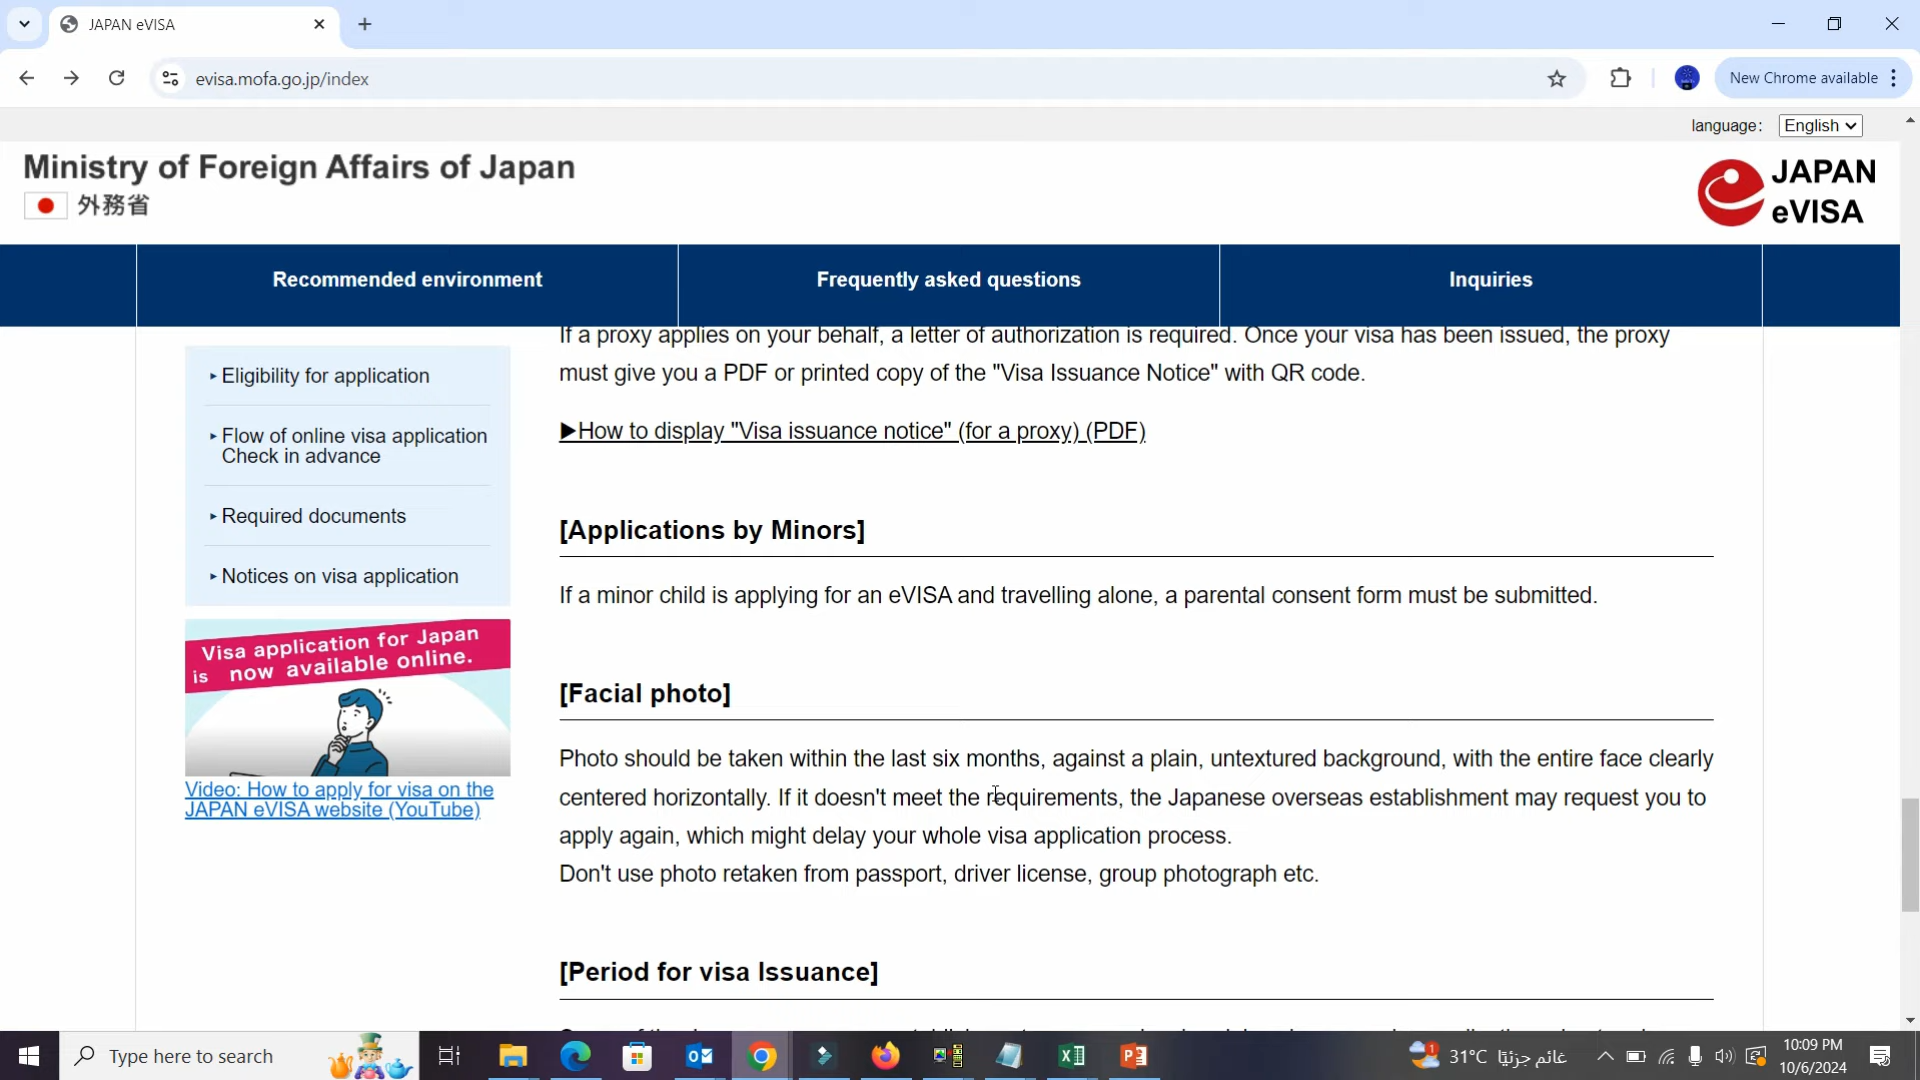 JAPAN eVISA
evisa.mofa.go.jp/index
New Chrome available
language: English
Ministry of Foreign Affairs of Japan
外務省
JAPAN
eVISA
Recommended environment
Frequently asked questions
Inquiries
Eligibility for application
Flow of online visa application
Check in advance
Required documents
Notices on visa application
Visa application for Japan
is now available online.
Video: How to apply for visa on the
JAPAN eVISA website (YouTube)
If a proxy applies on your behalf, a letter of authorization is required. Once your visa has been issued, the proxy
must give you a PDF or printed copy of the "Visa Issuance Notice" with QR code.
▶How to display "Visa issuance notice" (for a proxy) (PDF)
[Applications by Minors]
If a minor child is applying for an eVISA and travelling alone, a parental consent form must be submitted.
[Facial photo]
Photo should be taken within the last six months, against a plain, untextured background, with the entire face clearly
centered horizontally. If it doesn't meet the requirements, the Japanese overseas establishment may request you to
apply again, which might delay your whole visa application process.
Don't use photo retaken from passport, driver license, group photograph etc.
[Period for visa Issuance]
Type here to search
31°C غائم جزئيًا
10:09 PM
10/6/2024